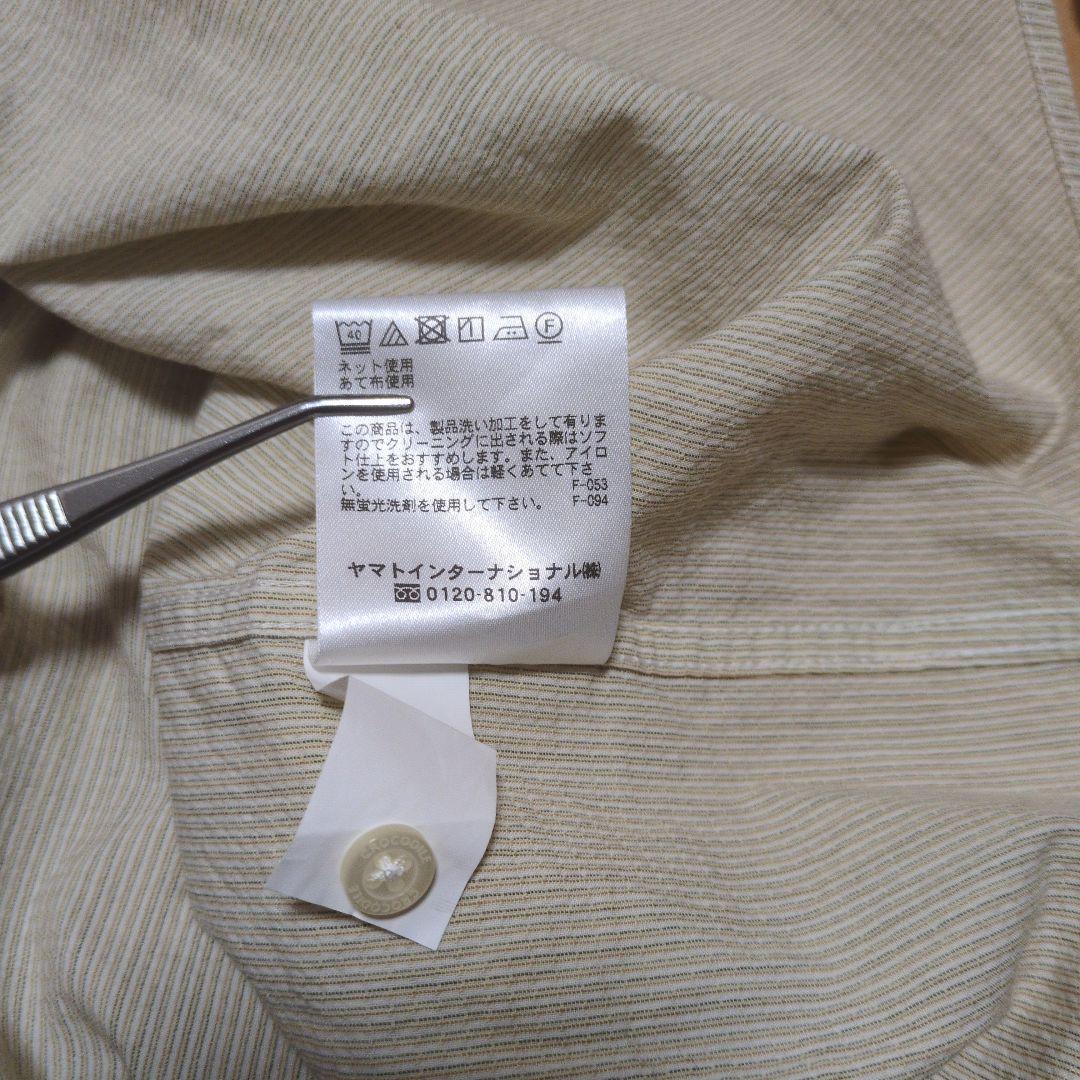 40 F
ネット使用
あて布使用
この商品は、製品洗い加工をして有りま
すのでクリーニングに出される際はソフ
ト仕上をおすすめします。また、アイロ
ンを使用される場合は軽くあてて下さ
い。 F-053
無蛍光洗剤を使用して下さい。 F-094
ヤマトインターナショナル㈱
0120-810-194
CROCODILE
CROCODILE